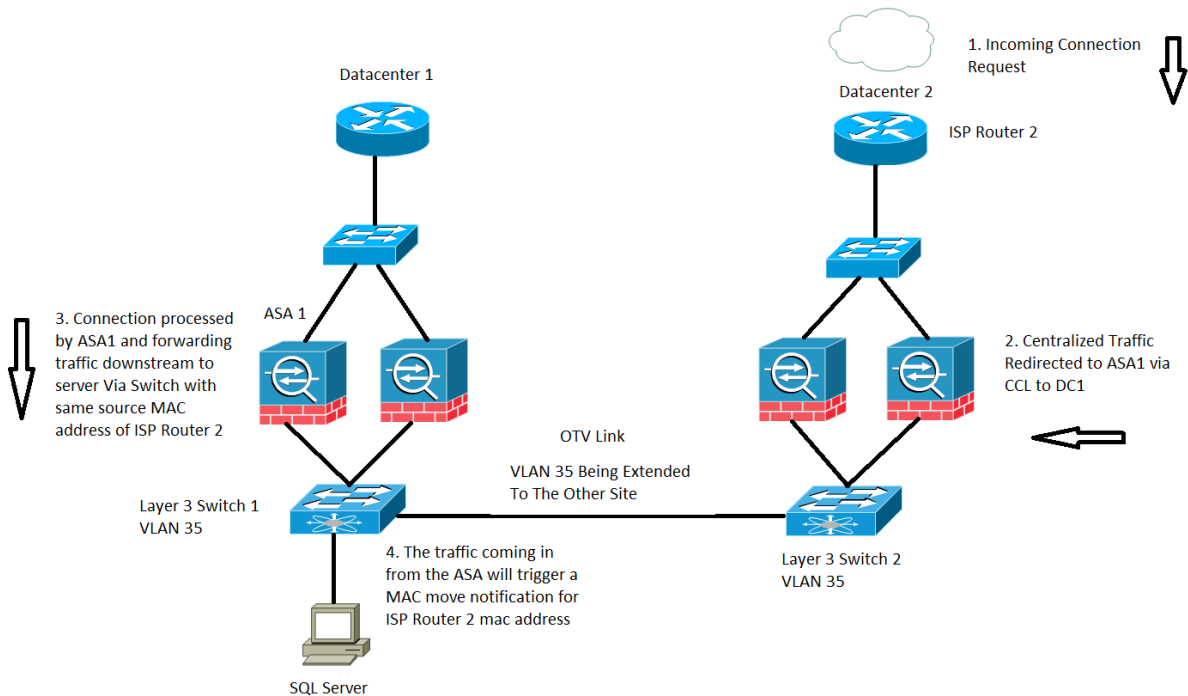 Datacenter 1
1. Incoming Connection
Request
Datacenter 2
ISP Router 2
ASA 1
3. Connection processed
by ASA1 and forwarding
traffic downstream to
server Via Switch with
same source MAC
address of ISP Router 2
2. Centralized Traffic
Redirected to ASA1 via
CCL to DC1
OTV Link
VLAN 35 Being Extended
To The Other Site
Layer 3 Switch 1
VLAN 35
4. The traffic coming in
from the ASA will trigger a
MAC move notification for
ISP Router 2 mac address
Layer 3 Switch 2
VLAN 35
SQL Server